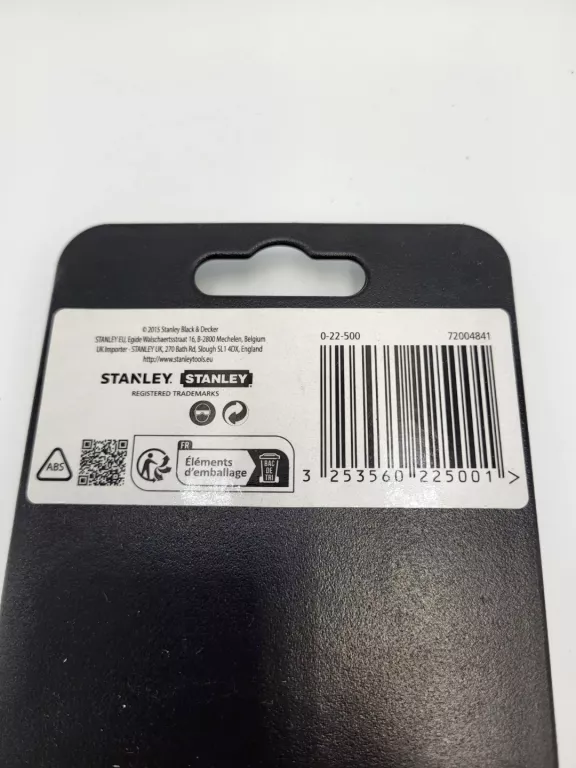 © 2015 Stanley Black & Decker
STANLEY EU, Egide Walschaertsstraat 16, B-2800 Mechelen, Belgium
UK Importer - STANLEY UK, 270 Bath Rd, Slough SL1 4DX, England
http://www.stanleytools.eu
STANLEY. STANLEY
REGISTERED TRADEMARKS
ABS
FR
Éléments
d'emballage
BAC
DE
TRI
0-22-500 72004841
3 253560 225001 >